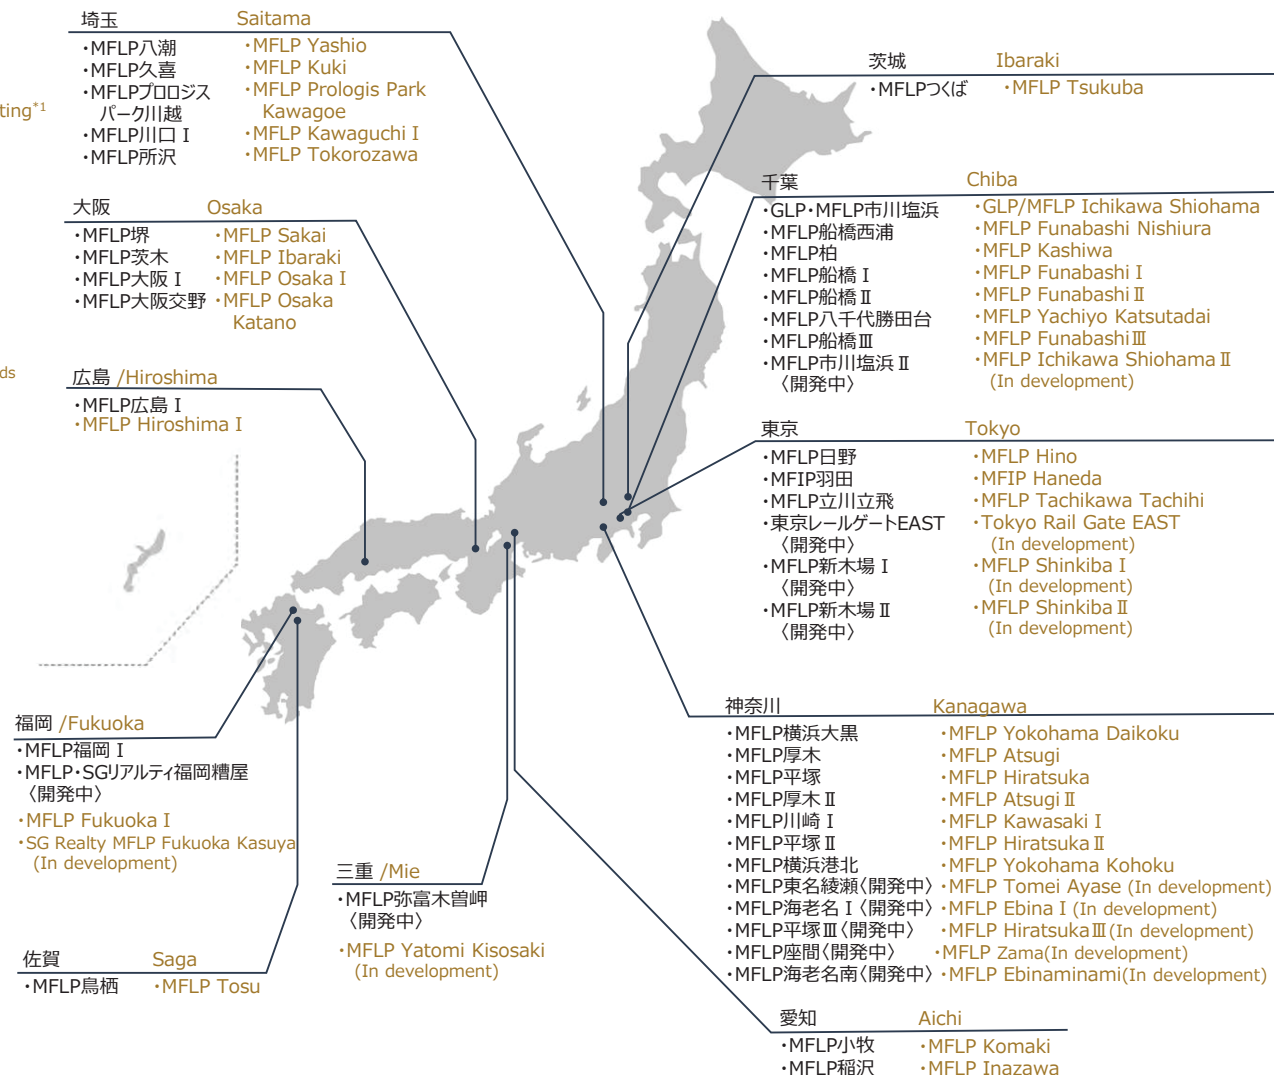 ting*1
ds
埼玉 Saitama
・MFLP八潮 ・MFLP Yashio
・MFLP久喜 ・MFLP Kuki
・MFLPプロロジス ・MFLP Prologis Park
パーク川越 Kawagoe
・MFLP川口Ⅰ ・MFLP Kawaguchi I
・MFLP所沢 ・MFLP Tokorozawa
大阪 Osaka
・MFLP堺 ・MFLP Sakai
・MFLP茨木 ・MFLP Ibaraki
・MFLP大阪Ⅰ ・MFLP Osaka I
・MFLP大阪交野 ・MFLP Osaka
Katano
広島 /Hiroshima
・MFLP広島Ⅰ
・MFLP Hiroshima I
福岡 /Fukuoka
・MFLP福岡Ⅰ
・MFLP・SGリアルティ福岡糟屋
〈開発中〉
・MFLP Fukuoka I
・SG Realty MFLP Fukuoka Kasuya
(In development)
佐賀 Saga
・MFLP鳥栖 ・MFLP Tosu
三重 /Mie
・MFLP弥富木曽岬
〈開発中〉
・MFLP Yatomi Kisosaki
(In development)
茨城 Ibaraki
・MFLPつくば ・MFLP Tsukuba
千葉 Chiba
・GLP・MFLP市川塩浜 ・GLP/MFLP Ichikawa Shiohama
・MFLP船橋西浦 ・MFLP Funabashi Nishiura
・MFLP柏 ・MFLP Kashiwa
・MFLP船橋Ⅰ ・MFLP Funabashi Ⅰ
・MFLP船橋Ⅱ ・MFLP Funabashi Ⅱ
・MFLP八千代勝田台 ・MFLP Yachiyo Katsutadai
・MFLP船橋Ⅲ ・MFLP FunabashiⅢ
・MFLP市川塩浜Ⅱ ・MFLP Ichikawa Shiohama Ⅱ
〈開発中〉 (In development)
東京 Tokyo
・MFLP日野 ・MFLP Hino
・MFIP羽田 ・MFIP Haneda
・MFLP立川立飛 ・MFLP Tachikawa Tachihi
・東京レールゲートEAST ・Tokyo Rail Gate EAST
〈開発中〉 (In development)
・MFLP新木場Ⅰ ・MFLP Shinkiba Ⅰ
〈開発中〉 (In development)
・MFLP新木場Ⅱ ・MFLP Shinkiba Ⅱ
〈開発中〉 (In development)
神奈川 Kanagawa
・MFLP横浜大黒 ・MFLP Yokohama Daikoku
・MFLP厚木 ・MFLP Atsugi
・MFLP平塚 ・MFLP Hiratsuka
・MFLP厚木Ⅱ ・MFLP Atsugi Ⅱ
・MFLP川崎Ⅰ ・MFLP Kawasaki I
・MFLP平塚Ⅱ ・MFLP Hiratsuka Ⅱ
・MFLP横浜港北 ・MFLP Yokohama Kohoku
・MFLP東名綾瀬〈開発中〉 ・MFLP Tomei Ayase (In development)
・MFLP海老名Ⅰ〈開発中〉 ・MFLP Ebina I (In development)
・MFLP平塚Ⅲ〈開発中〉 ・MFLP HiratsukaⅢ(In development)
・MFLP座間〈開発中〉 ・MFLP Zama(In development)
・MFLP海老名南〈開発中〉 ・MFLP Ebinaminami(In development)
愛知 Aichi
・MFLP小牧 ・MFLP Komaki
・MFLP稲沢 ・MFLP Inazawa